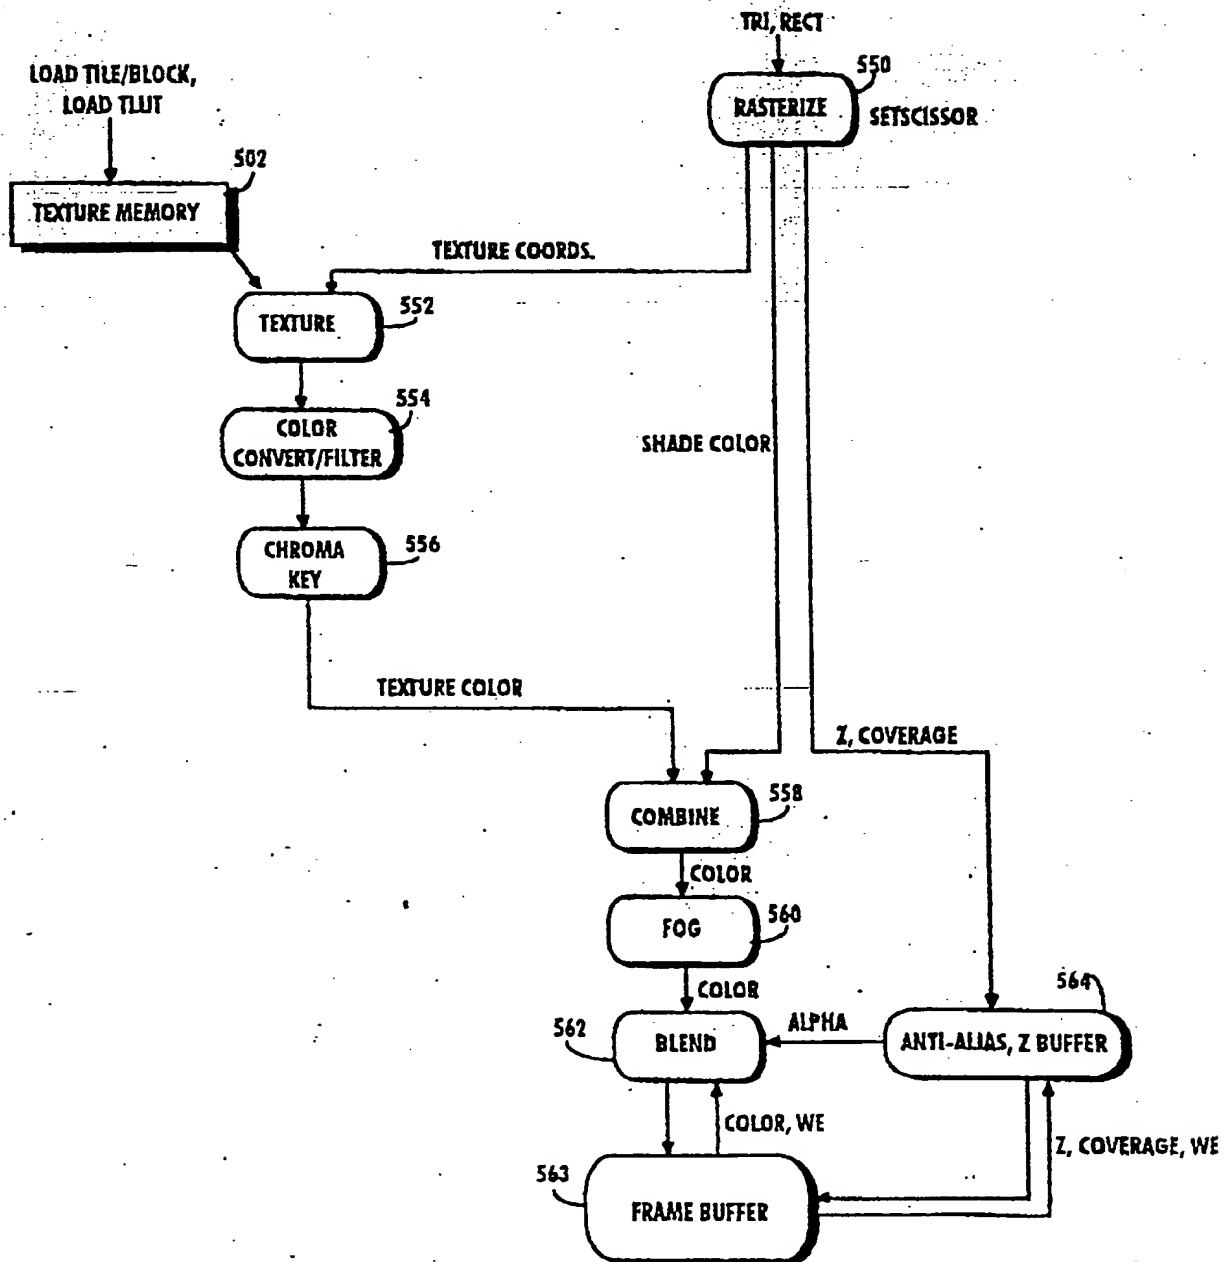 TRI, RECT
550
RASTERIZE
SETSCISSOR
LOAD TILE/BLOCK,
LOAD TLUT
502
TEXTURE MEMORY
TEXTURE COORDS.
552
TEXTURE
554
COLOR
CONVERT/FILTER
SHADE COLOR
556
CHROMA
KEY
TEXTURE COLOR
Z, COVERAGE
558
COMBINE
COLOR
560
FOG
COLOR
564
562
BLEND
ALPHA
ANTI-ALIAS, Z BUFFER
COLOR, WE
Z, COVERAGE, WE
563
FRAME BUFFER